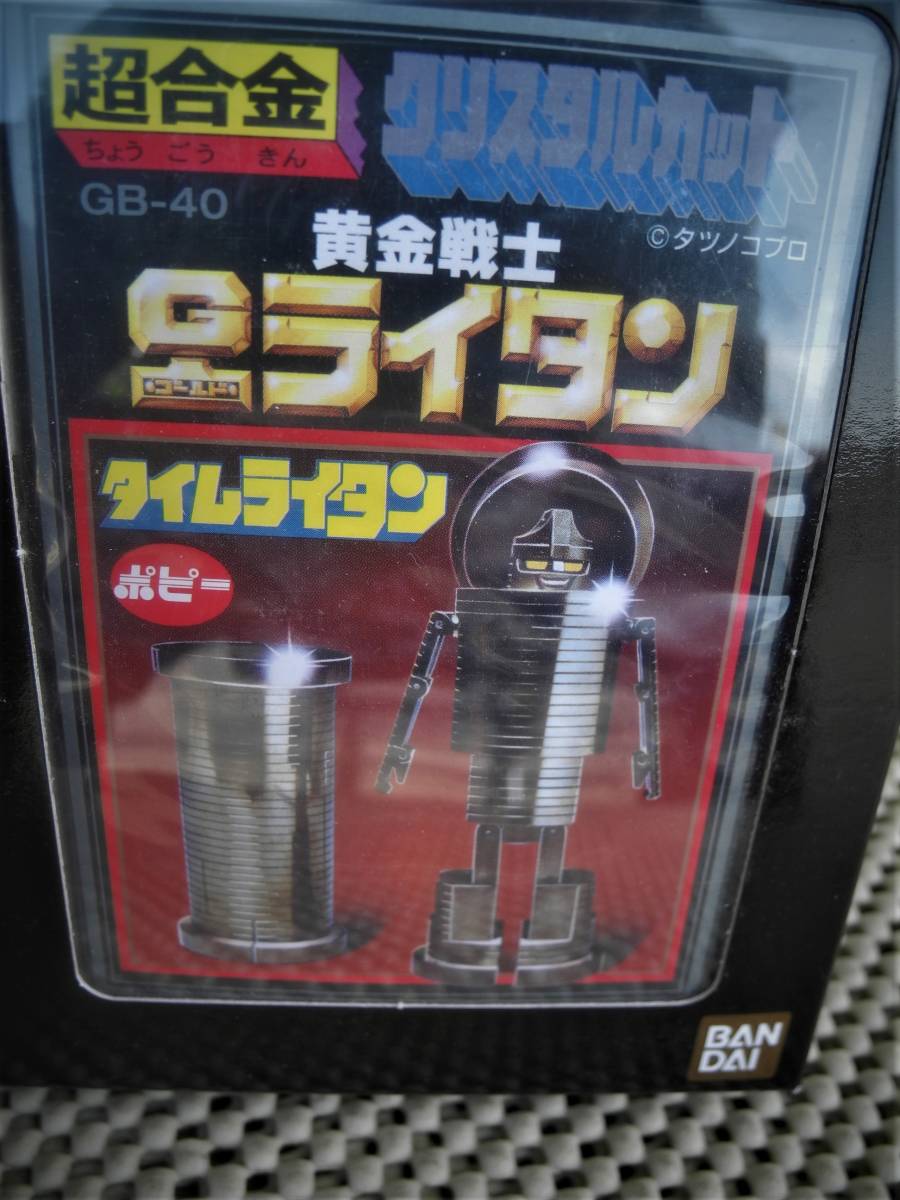 超合金
ちょう ごう きん
クリスタルカット
GB-40
©タツノコプロ
黄金戦士
Gライタン
ゴールド
タイムライタン
ポピー
BAN
DAI